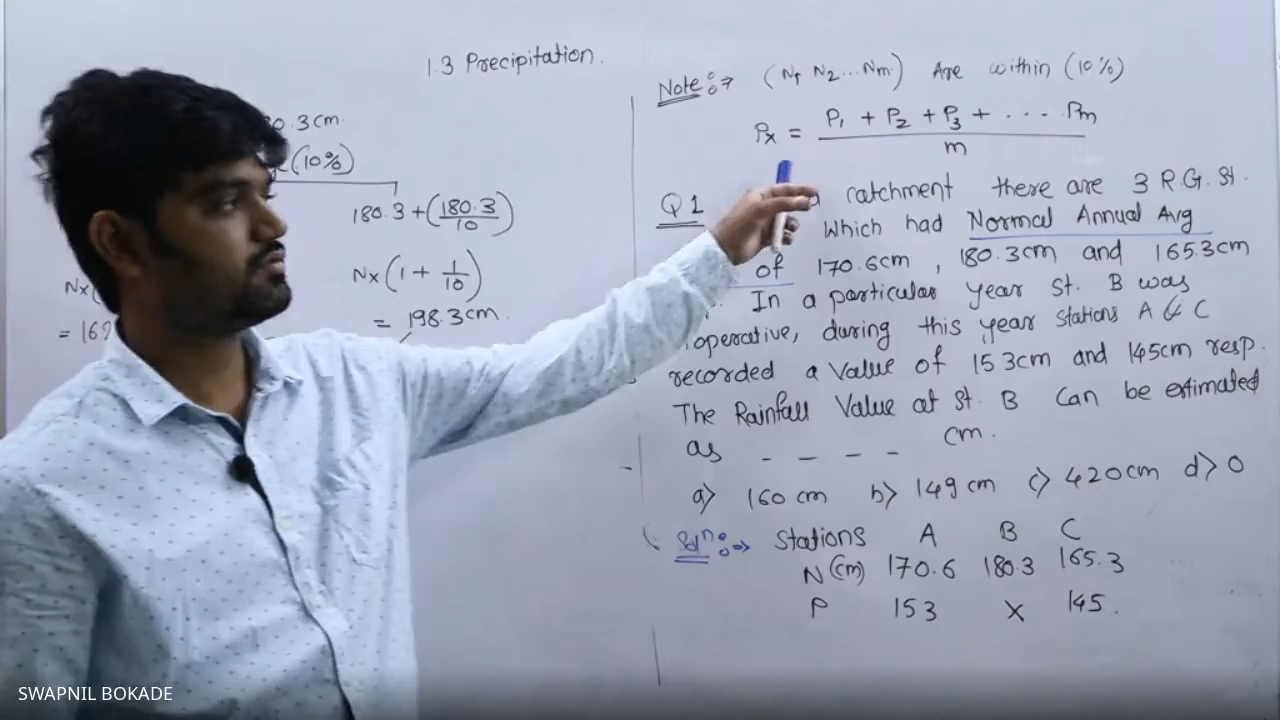 1.3 Precipitation.
0.3cm.
(10%)
180.3 + (180.3/10)
Nx(1 + 1/10)
= 198.3cm.
Nx(
= 162
Note :→ (N1 N2 ... Nm) Are within (10%)
Px = P1 + P2 + P3 + .... Pm
m
Q1 a catchment there are 3 R.G. St.
Which had Normal Annual Avg
of 170.6cm, 180.3cm and 165.3cm
In a particular year St. B was
operative, during this year Stations A & C
recorded a Value of 153cm and 145cm resp.
The Rainfall Value at St. B Can be estimated
as _ _ _ _ cm.
a> 160 cm b> 149 cm c> 420cm d> 0
Solⁿ :→ Stations A B C
N(cm) 170.6 180.3 165.3
P 153 X 145.
SWAPNIL BOKADE